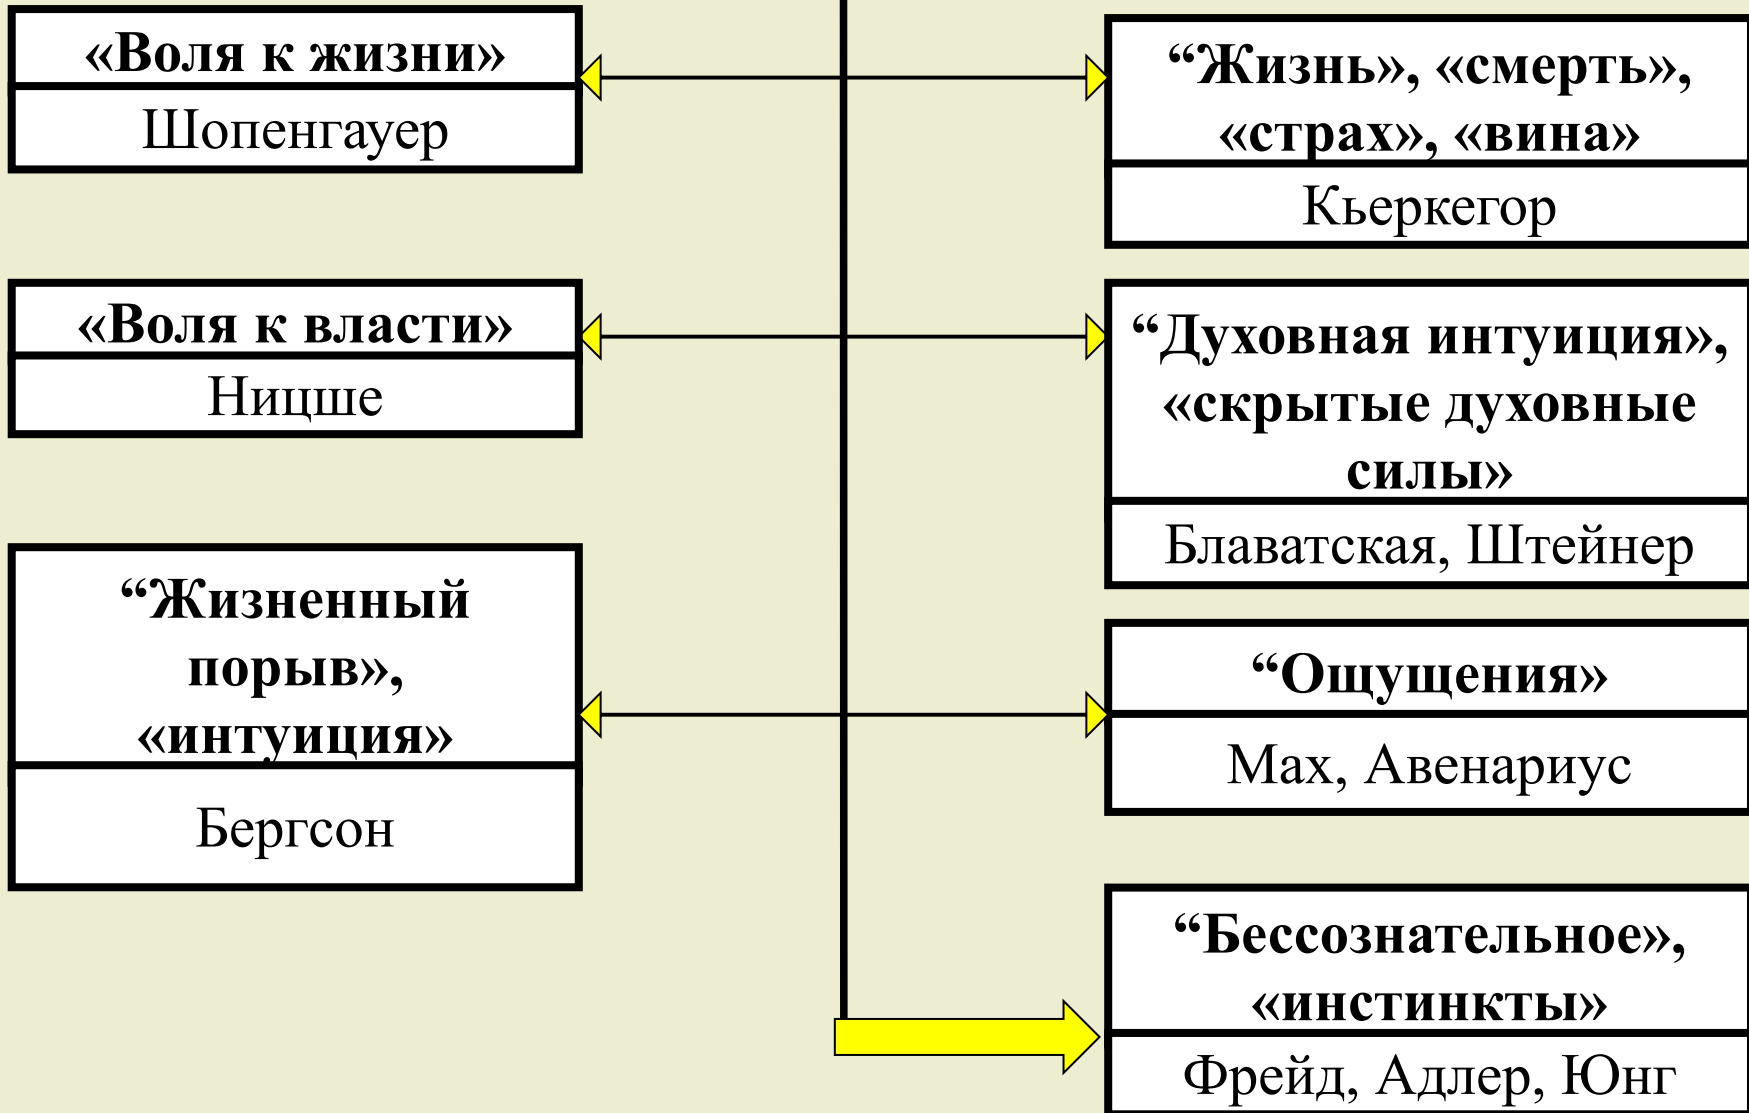 «Воля к жизни»
Шопенгауер
“Жизнь», «смерть»,
«страх», «вина»
Кьеркегор
«Воля к власти»
Ницше
“Духовная интуиция»,
«скрытые духовные
силы»
Блаватская, Штейнер
“Жизненный
порыв»,
«интуиция»
Бергсон
“Ощущения»
Мах, Авенариус
“Бессознательное»,
«инстинкты»
Фрейд, Адлер, Юнг